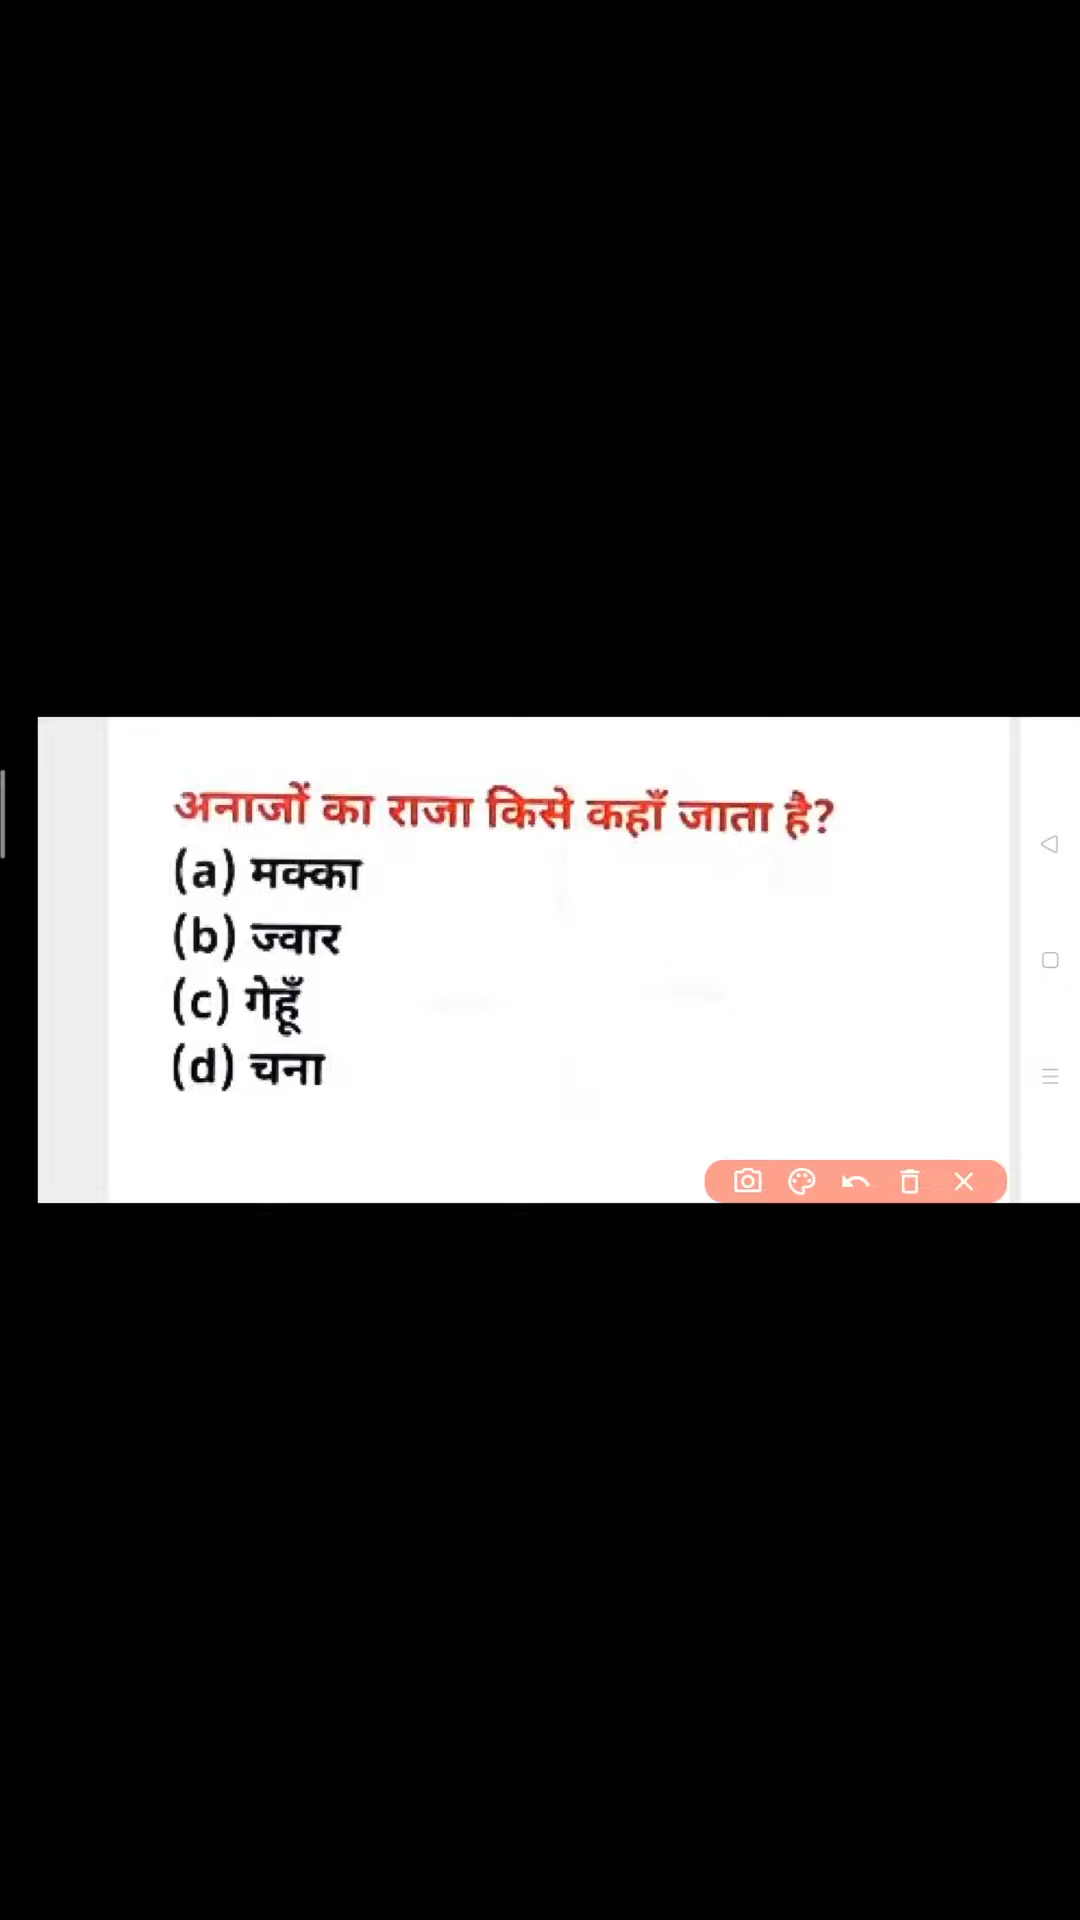 अनाजों का राजा किसे कहाँ जाता है?
(a) मक्का
(b) ज्वार
(c) गेहूँ
(d) चना